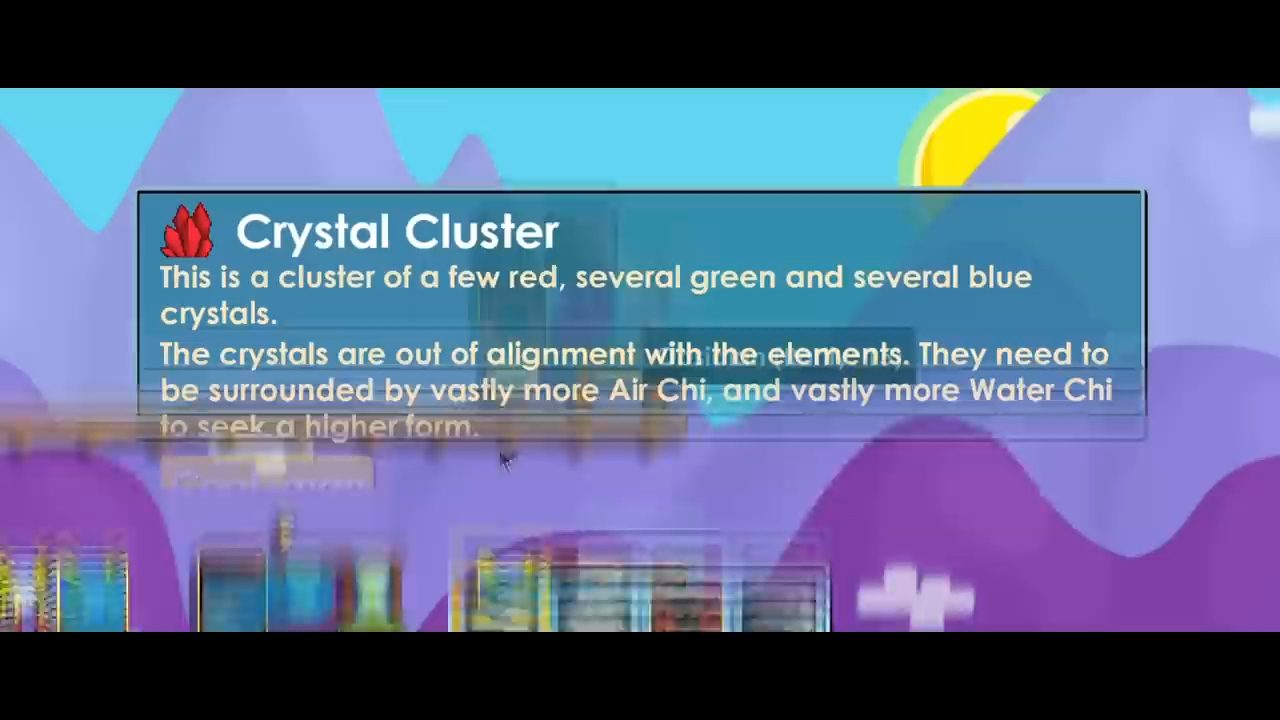 Crystal Cluster
This is a cluster of a few red, several green and several blue
crystals.
The crystals are out of alignment with the elements. They need to
be surrounded by vastly more Air Chi, and vastly more Water Chi
to seek a higher form.